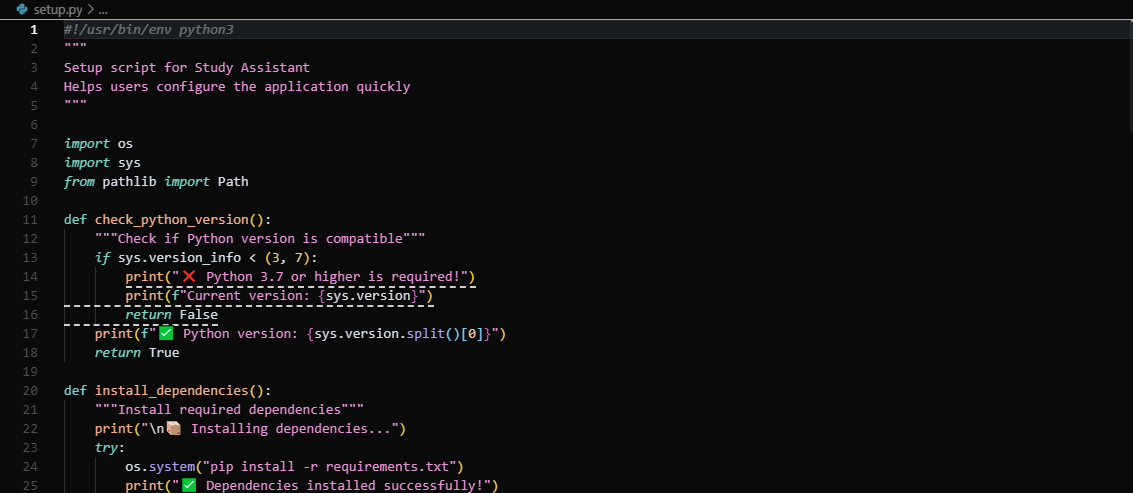 setup.py > ...
1 #!/usr/bin/env python3
2 """
3 Setup script for Study Assistant
4 Helps users configure the application quickly
5 """
6
7 import os
8 import sys
9 from pathlib import Path
10
11 def check_python_version():
12     """Check if Python version is compatible"""
13     if sys.version_info < (3, 7):
14         print("❌ Python 3.7 or higher is required!")
15         print(f"Current version: {sys.version}")
16         return False
17     print(f"✅ Python version: {sys.version.split()[0]}")
18     return True
19
20 def install_dependencies():
21     """Install required dependencies"""
22     print("\n📦 Installing dependencies...")
23     try:
24         os.system("pip install -r requirements.txt")
25         print("✅ Dependencies installed successfully!")